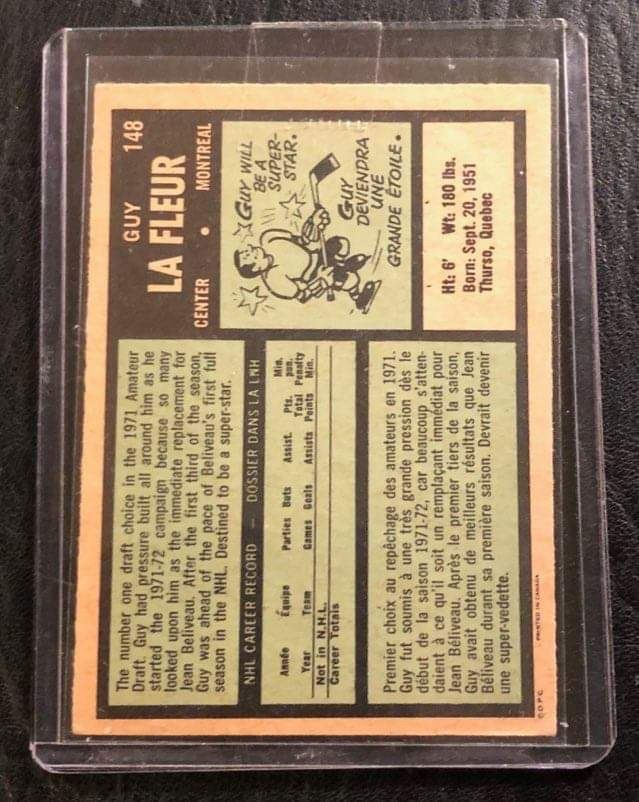 GUY 148
LA FLEUR
CENTER • MONTREAL
GUY WILL
BE A
SUPER-
STAR.
GUY
DEVIENDRA
UNE
GRANDE ÉTOILE.
Ht: 6' Wt: 180 lbs.
Born: Sept. 20, 1951
Thurso, Quebec
The number one draft choice in the 1971 Amateur
Draft. Guy had pressure built all around him as he
started the 1971-72 campaign because so many
looked upon him as the immediate replacement for
Jean Beliveau. After the first third of the season,
Guy was ahead of the pace of Beliveau's first full
season in the NHL. Destined to be a super-star.
NHL CAREER RECORD — DOSSIER DANS LA LNH
Année Équipe Parties Buts Assist. Pts. Min. pun.
Year Team Games Goals Assists Total Points Penalty Min.
Not in N.H.L.
Career Totals
Premier choix au repêchage des amateurs en 1971.
Guy fut soumis à une très grande pression dès le
début de la saison 1971-72, car beaucoup s'atten-
daient à ce qu'il soit un remplaçant immédiat pour
Jean Béliveau. Après le premier tiers de la saison,
Guy avait obtenu de meilleurs résultats que Jean
Béliveau durant sa première saison. Devrait devenir
une super-vedette.
© O.P.C. PRINTED IN CANADA